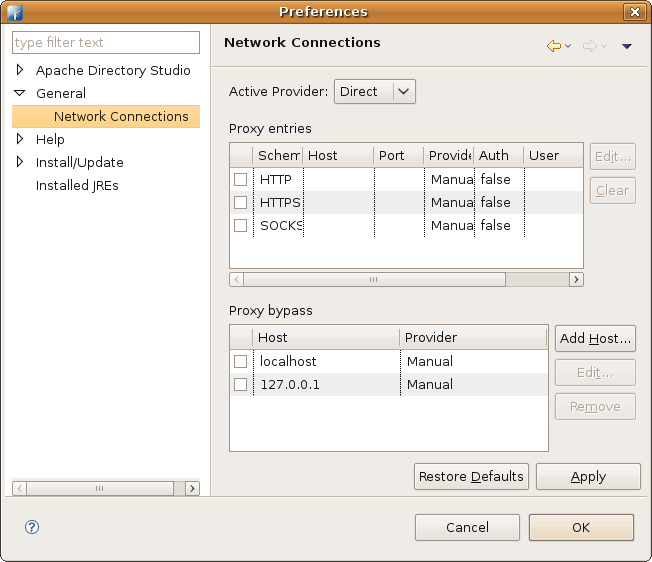 Preferences
type filter text
Apache Directory Studio
General
Network Connections
Help
Install/Update
Installed JREs
Network Connections
Active Provider: Direct
Proxy entries
Schem Host Port Provide Auth User
HTTP Manua false
HTTPS Manua false
SOCKS Manua false
Edit...
Clear
Proxy bypass
Host Provider
localhost Manual
127.0.0.1 Manual
Add Host...
Edit...
Remove
Restore Defaults Apply
? Cancel OK